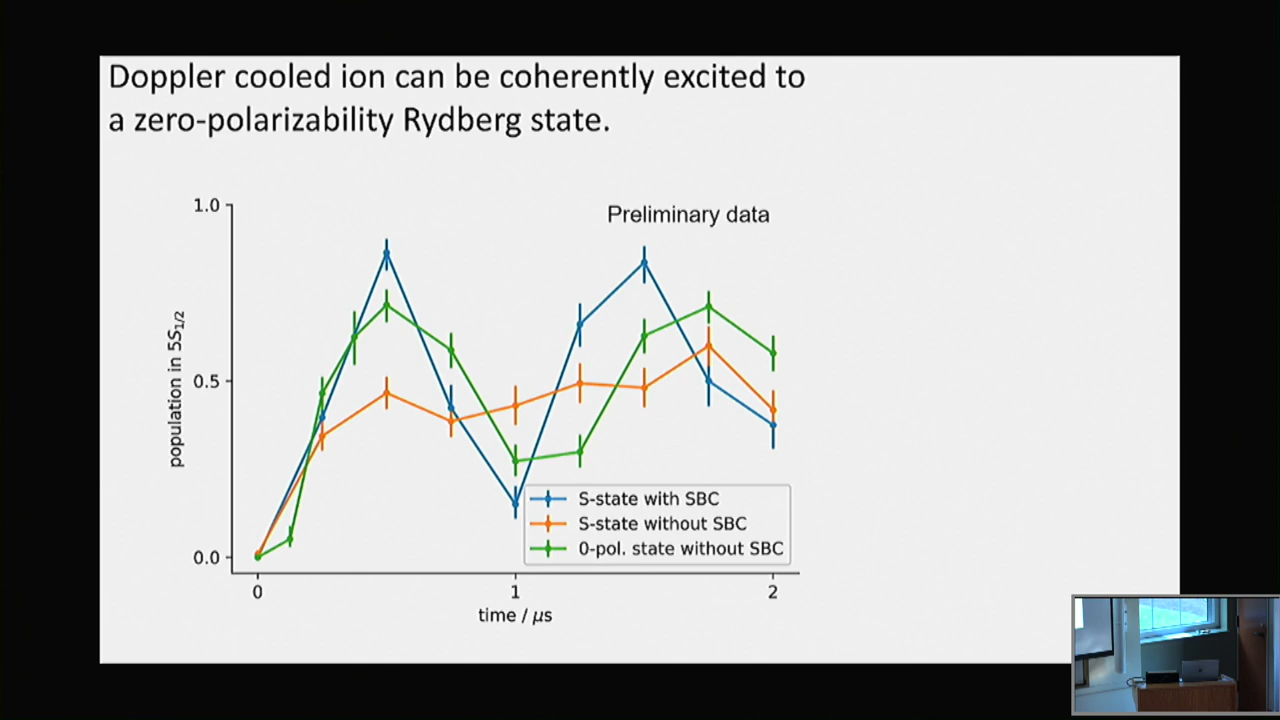 Doppler cooled ion can be coherently excited to
a zero-polarizability Rydberg state.
Preliminary data
1.0
0.5
0.0
population in 5S1/2
0
1
2
time / μs
S-state with SBC
S-state without SBC
0-pol. state without SBC